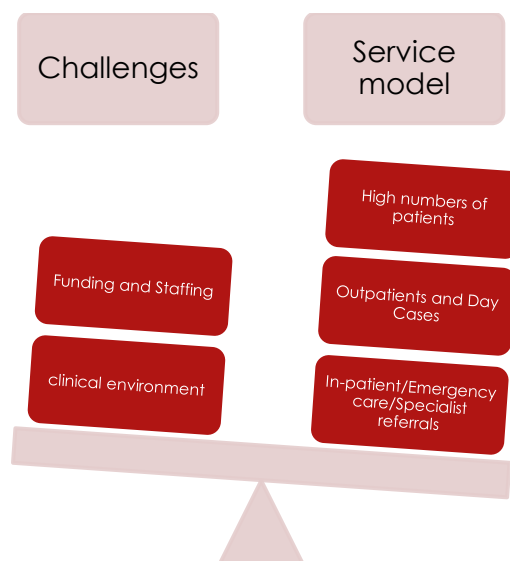 Challenges
Service
model
High numbers of
patients
Funding and Staffing
Outpatients and Day
Cases
clinical environment
In-patient/Emergency
care/Specialist
referrals